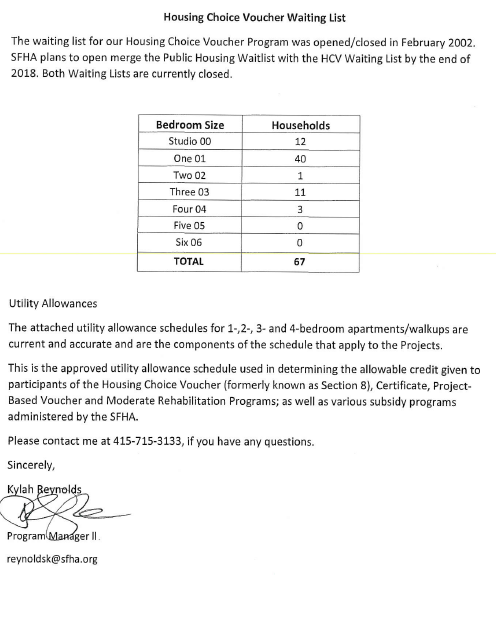 Housing Choice Voucher Waiting List
The waiting list for our Housing Choice Voucher Program was opened/closed in February 2002.
SFHA plans to open merge the Public Housing Waitlist with the HCV Waiting List by the end of
2018. Both Waiting Lists are currently closed.
Bedroom Size Households
Studio 00 12
One 01 40
Two 02 1
Three 03 11
Four 04 3
Five 05 0
Six 06 0
TOTAL 67
Utility Allowances
The attached utility allowance schedules for 1-,2-, 3- and 4-bedroom apartments/walkups are
current and accurate and are the components of the schedule that apply to the Projects.
This is the approved utility allowance schedule used in determining the allowable credit given to
participants of the Housing Choice Voucher (formerly known as Section 8), Certificate, Project-
Based Voucher and Moderate Rehabilitation Programs; as well as various subsidy programs
administered by the SFHA.
Please contact me at 415-715-3133, if you have any questions.
Sincerely,
Kylah Reynolds
Program Manager II.
reynoldsk@sfha.org